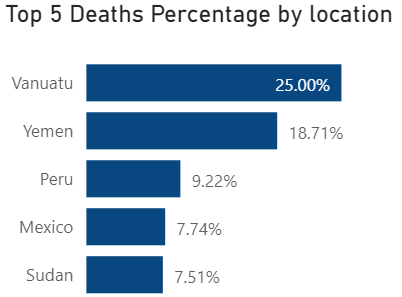 Top 5 Deaths Percentage by location
Vanuatu 25.00%
Yemen 18.71%
Peru 9.22%
Mexico 7.74%
Sudan 7.51%